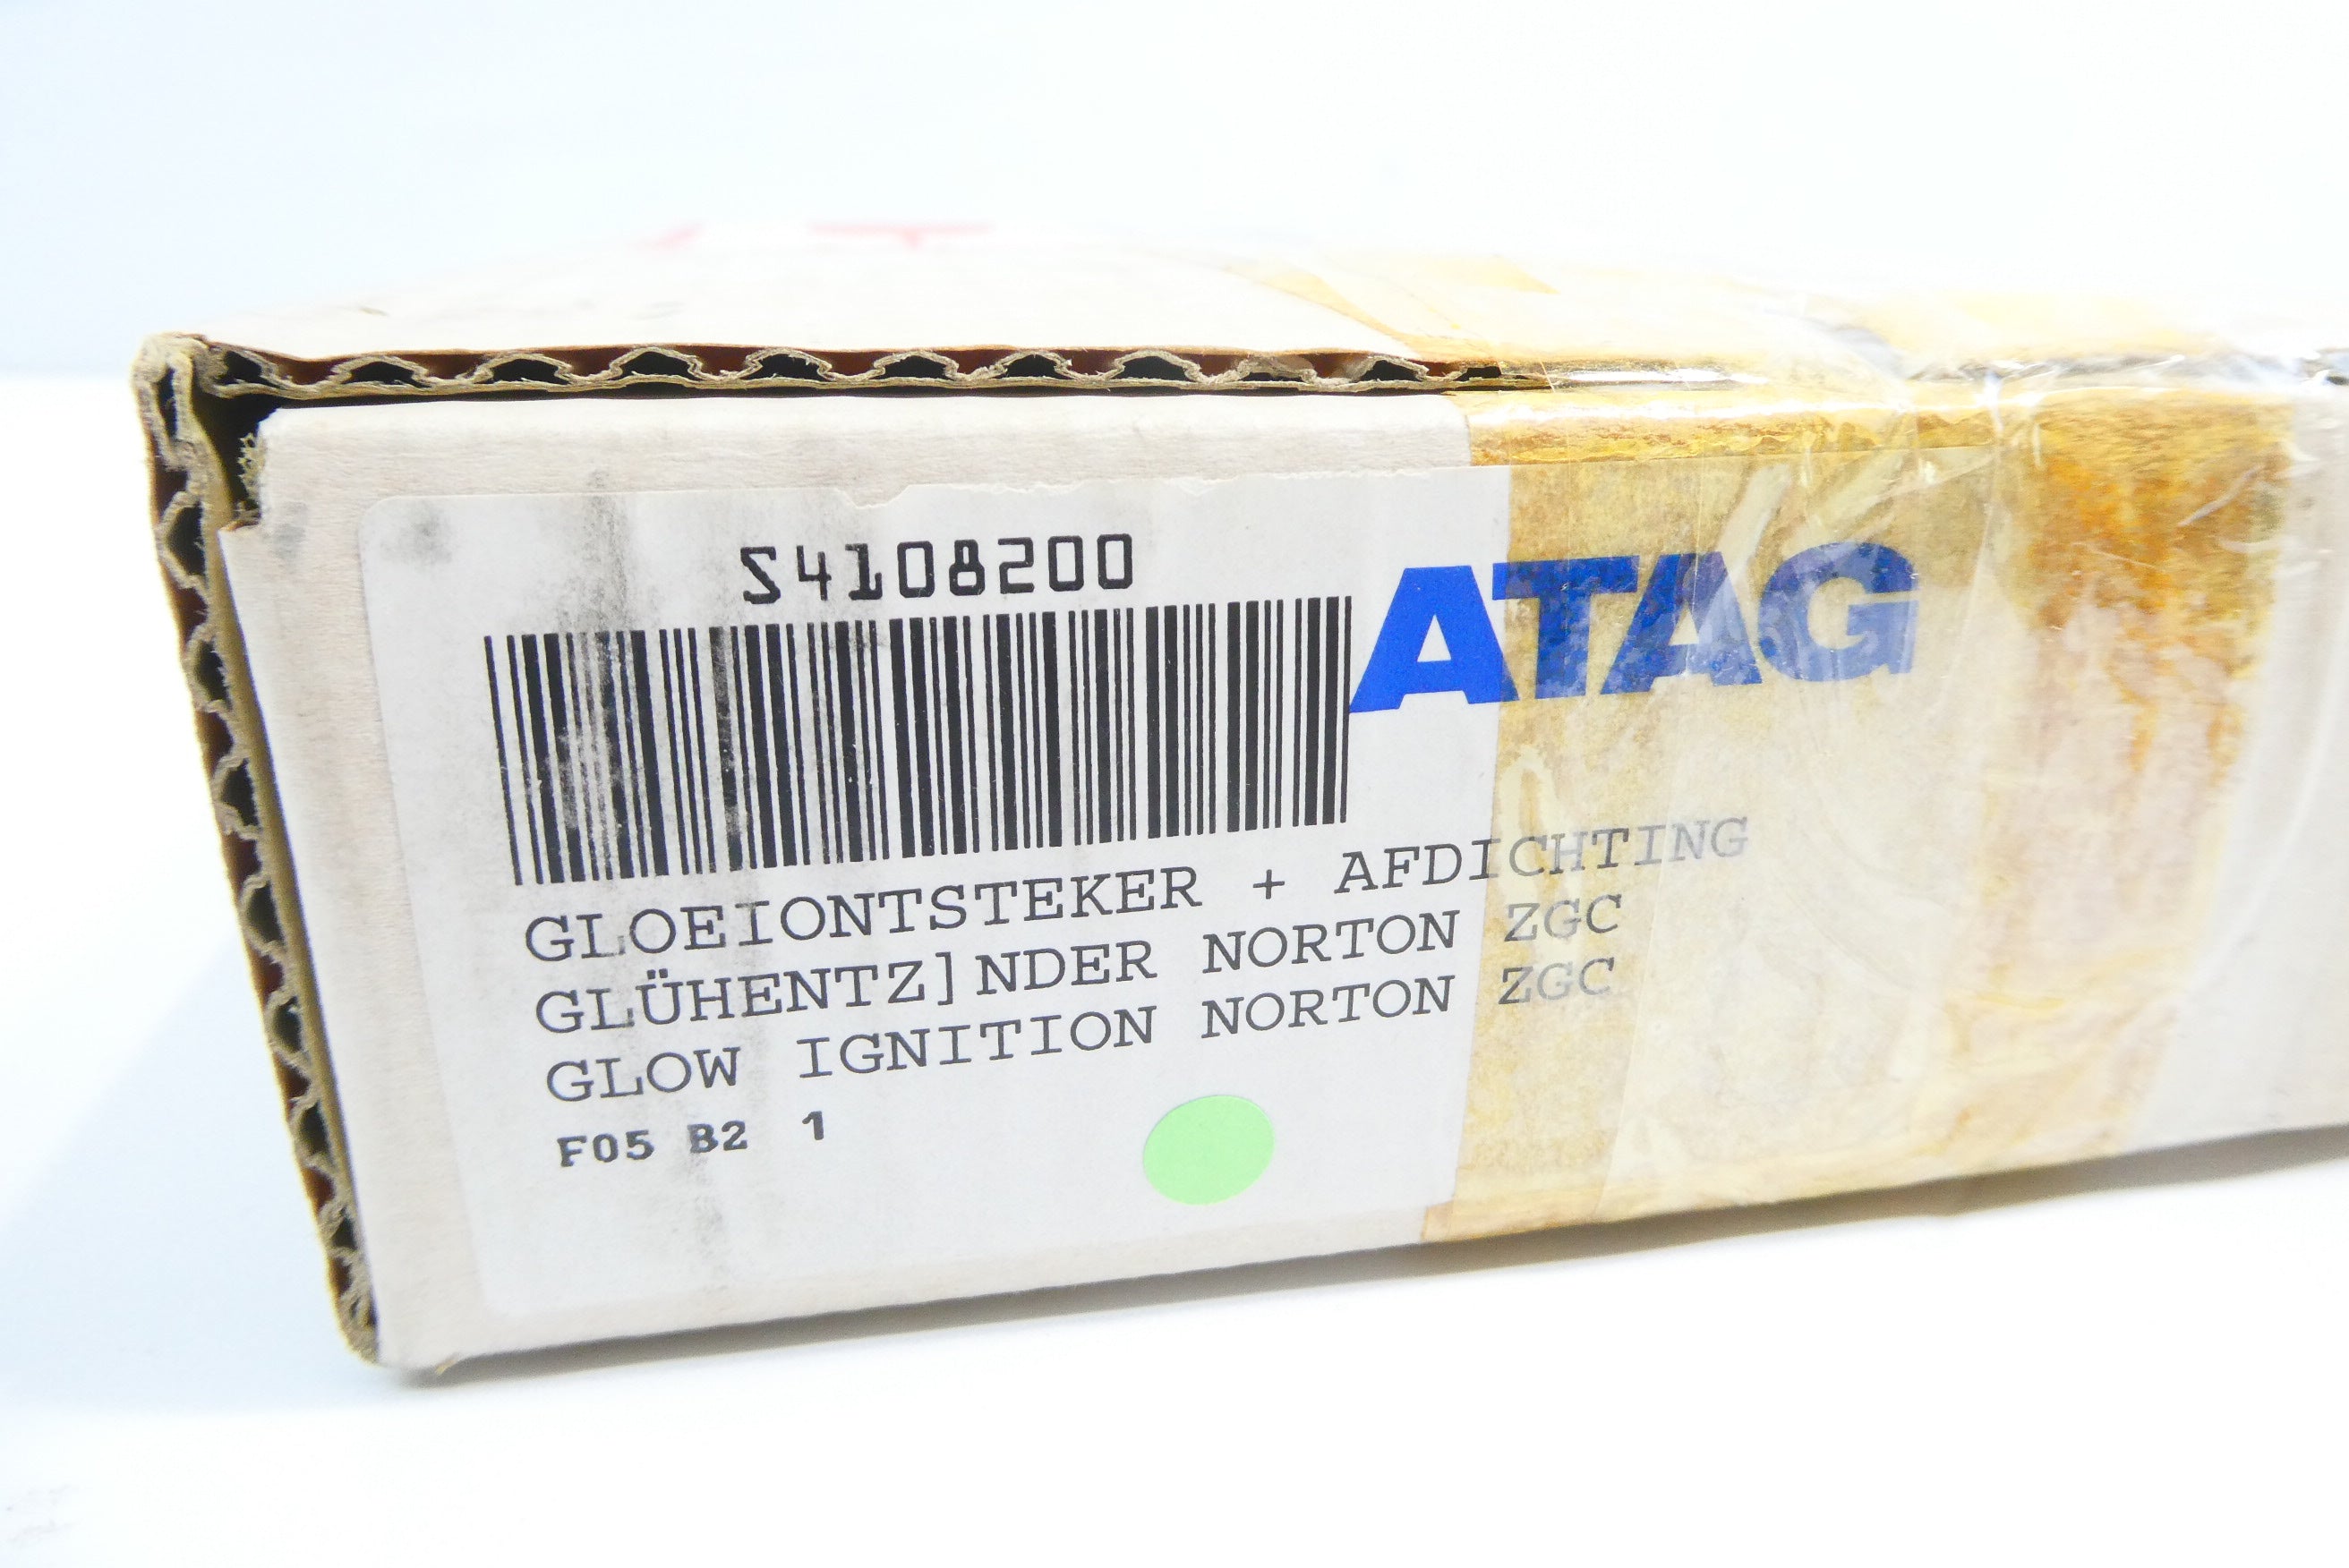 S4108200
ATAG
GLOEIONTSTEKER + AFDICHTING
GLÜHENTZ]NDER NORTON ZGC
GLOW IGNITION NORTON ZGC
F05 B2 1